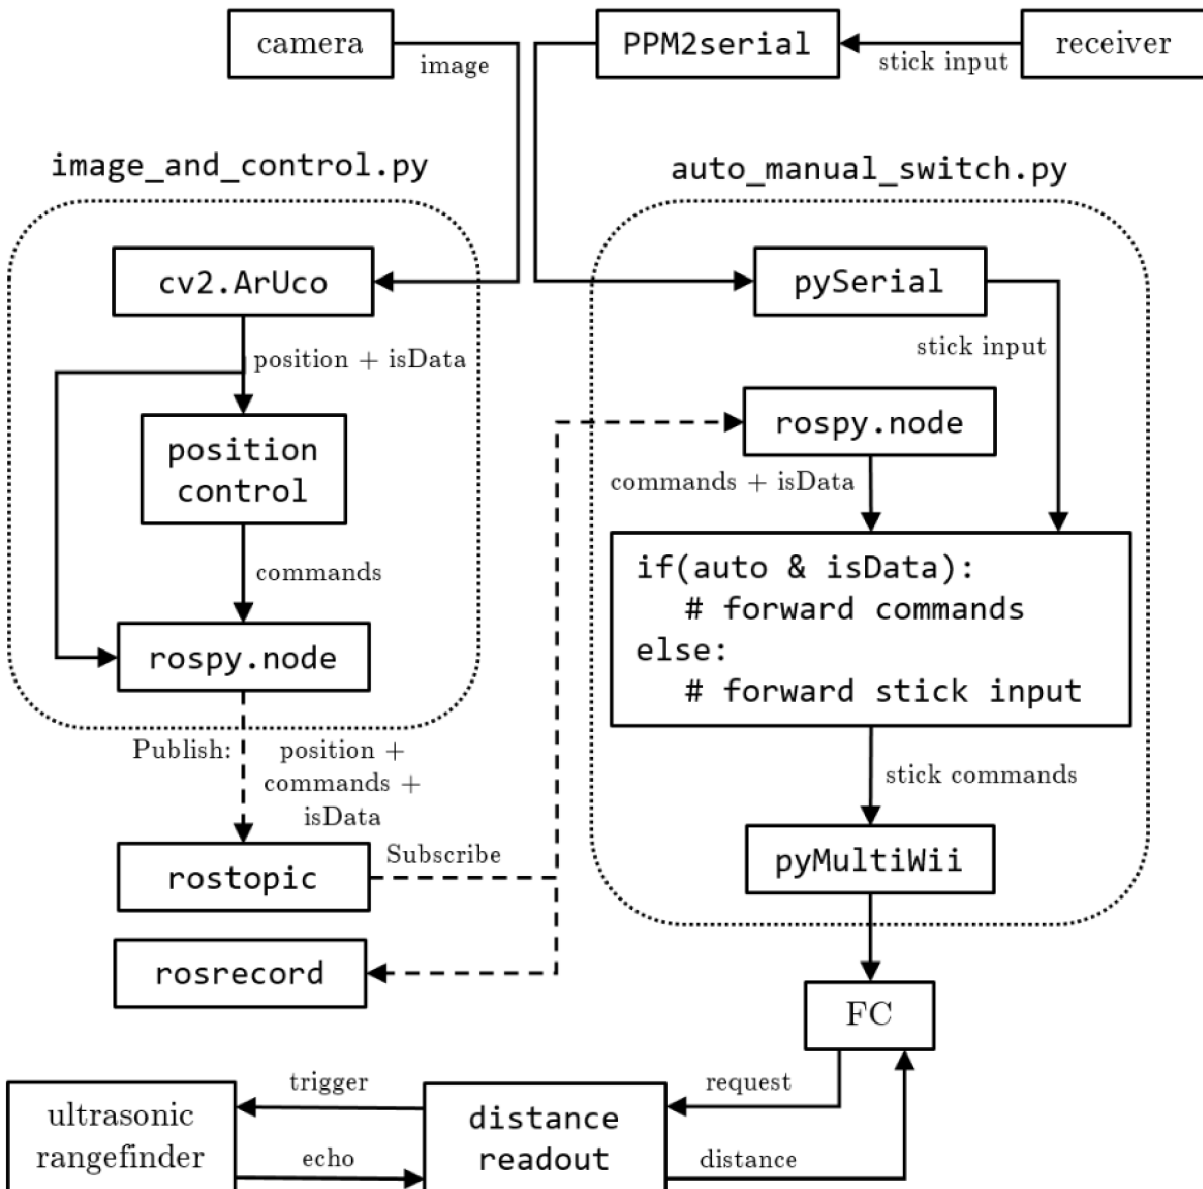 camera
image
PPM2serial
stick input
receiver
image_and_control.py
auto_manual_switch.py
cv2.ArUco
pySerial
position + isData
stick input
position
control
rospy.node
commands + isData
commands
if(auto & isData):
# forward commands
else:
# forward stick input
rospy.node
Publish:
position +
commands +
isData
stick commands
rostopic
Subscribe
pyMultiWii
rosrecord
FC
trigger
request
ultrasonic
rangefinder
distance
readout
echo
distance